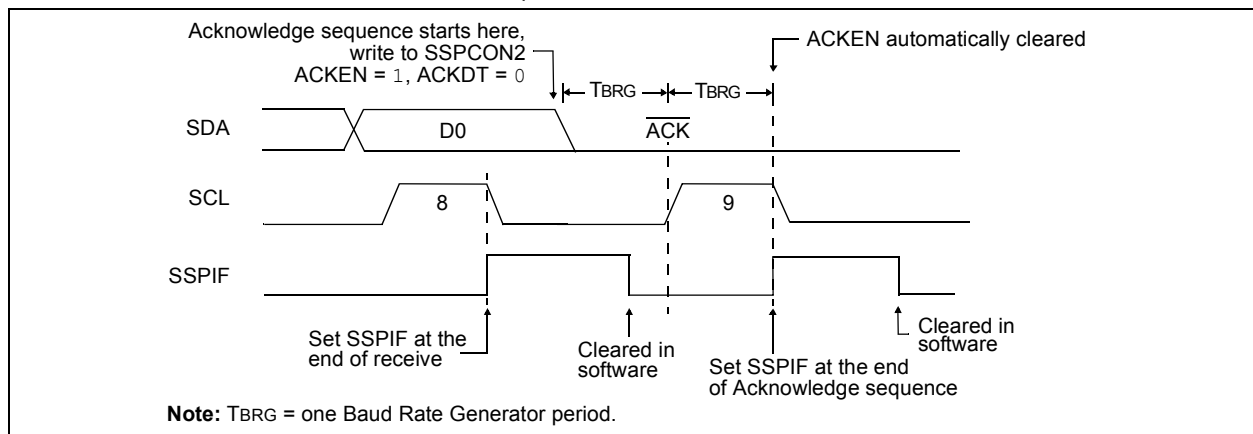 Acknowledge sequence starts here,
write to SSPCON2
ACKEN = 1, ACKDT = 0
ACKEN automatically cleared
TBRG
TBRG
SDA
D0
ACK
SCL
8
9
SSPIF
Set SSPIF at the
end of receive
Cleared in
software
Set SSPIF at the end
of Acknowledge sequence
Cleared in
software
Note: TBRG = one Baud Rate Generator period.